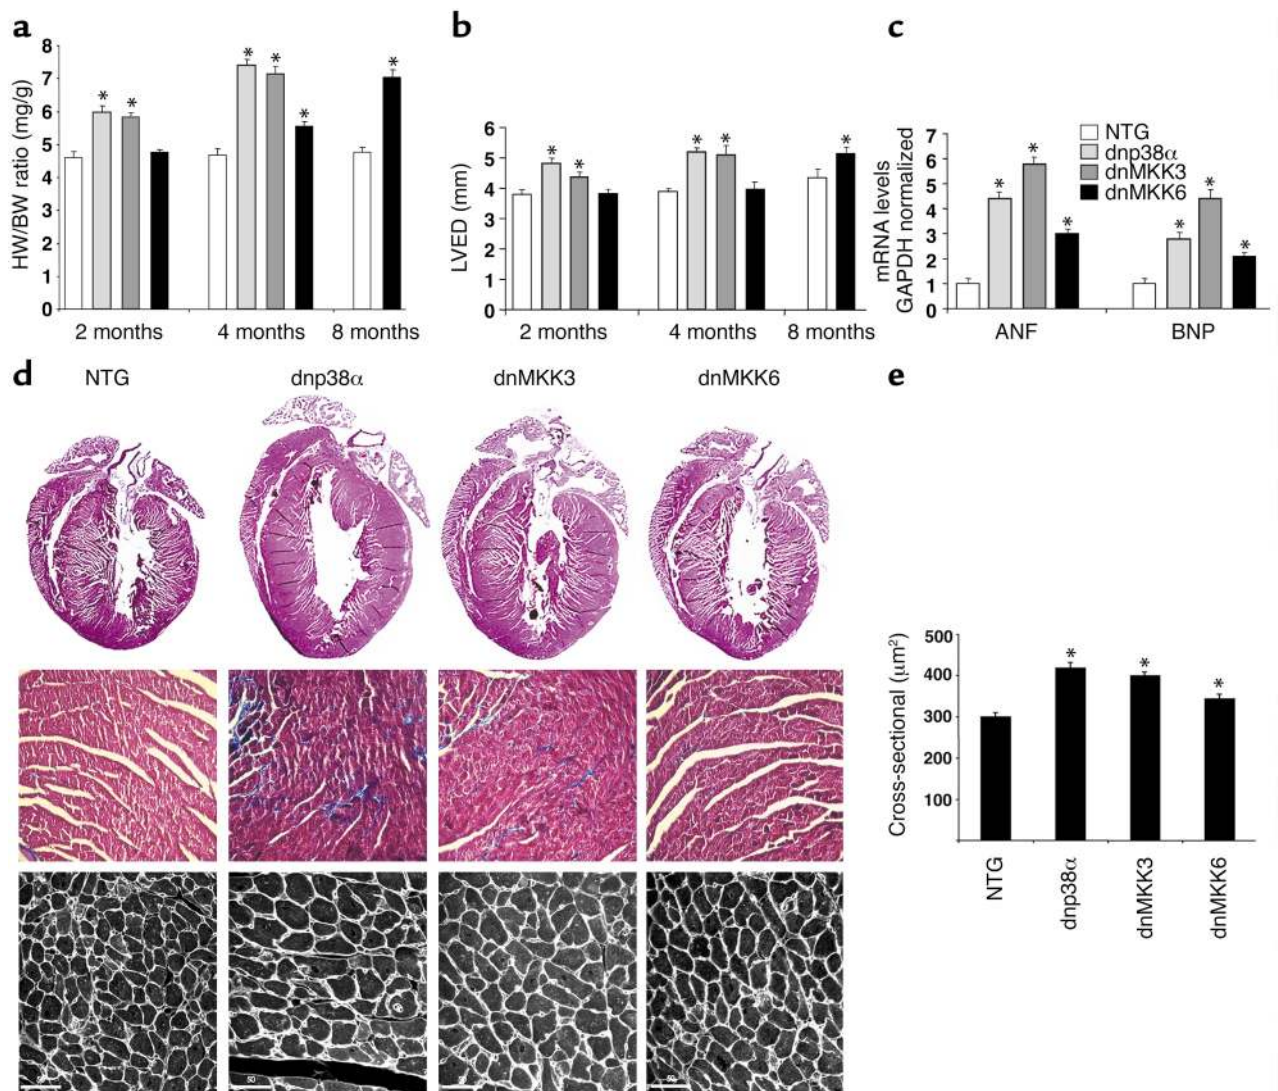 a
HW/BW ratio (mg/g)
8
7
6
5
4
3
2
1
0
* * * * * *
2 months 4 months 8 months
b
LVED (mm)
6
5
4
3
2
1
0
* * * * *
2 months 4 months 8 months
c
mRNA levels
GAPDH normalized
7
6
5
4
3
2
1
0
NTG
dnp38α
dnMKK3
dnMKK6
* * * * * *
ANF BNP
d
NTG dnp38α dnMKK3 dnMKK6
50
50
e
Cross-sectional (μm²)
500
400
300
200
100
* * *
NTG
dnp38α
dnMKK3
dnMKK6